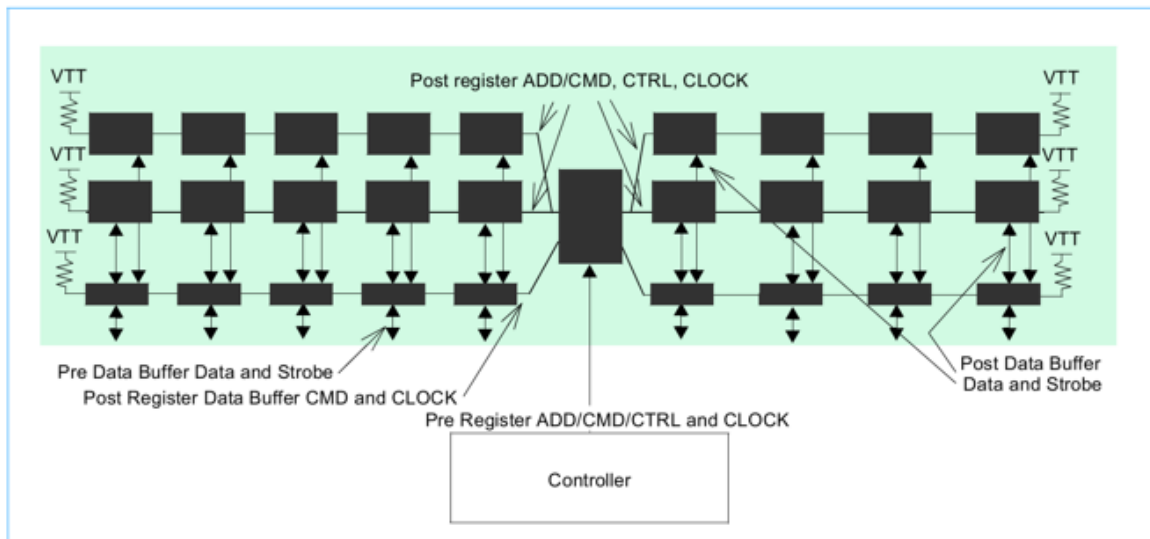 VTT
VTT
Post register ADD/CMD, CTRL, CLOCK
VTT
VTT
VTT
VTT
Pre Data Buffer Data and Strobe
Post Register Data Buffer CMD and CLOCK
Pre Register ADD/CMD/CTRL and CLOCK
Post Data Buffer
Data and Strobe
Controller